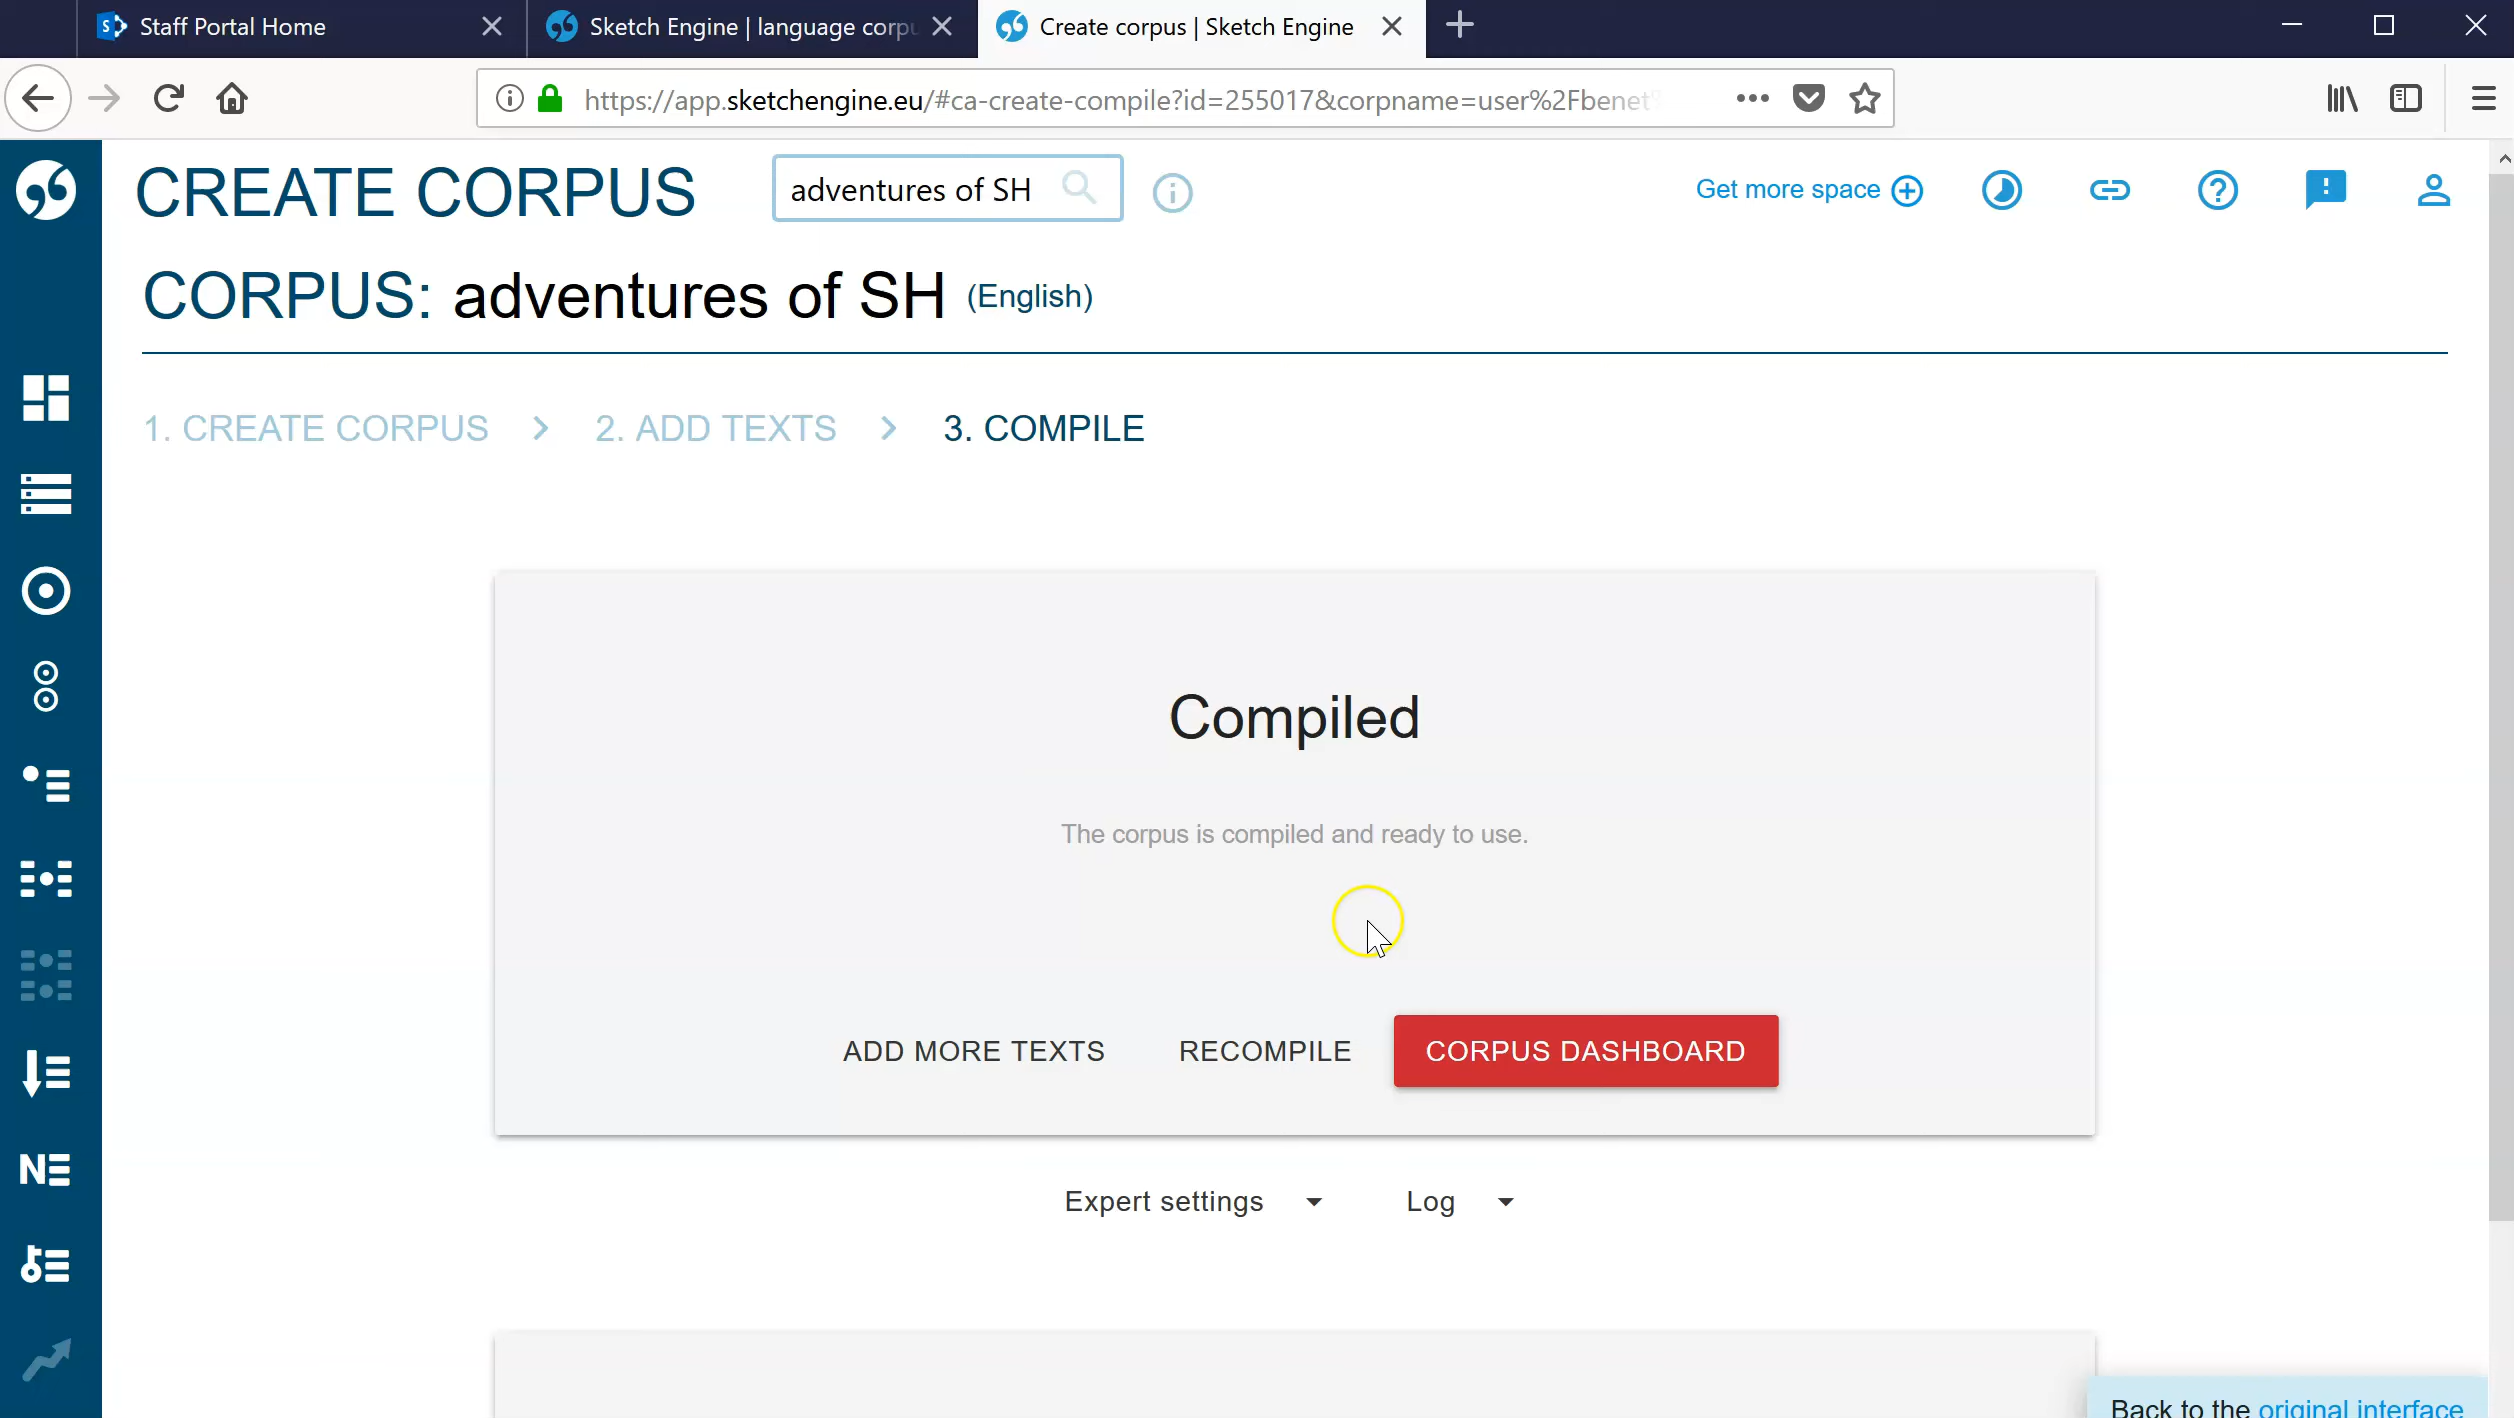 Staff Portal Home
Sketch Engine | language corpu
Create corpus | Sketch Engine
https://app.sketchengine.eu/#ca-create-compile?id=255017&corpname=user%2Fbenet
CREATE CORPUS
adventures of SH
Get more space
CORPUS: adventures of SH (English)
1. CREATE CORPUS > 2. ADD TEXTS > 3. COMPILE
Compiled
The corpus is compiled and ready to use.
ADD MORE TEXTS
RECOMPILE
CORPUS DASHBOARD
Expert settings
Log
Back to the original interface